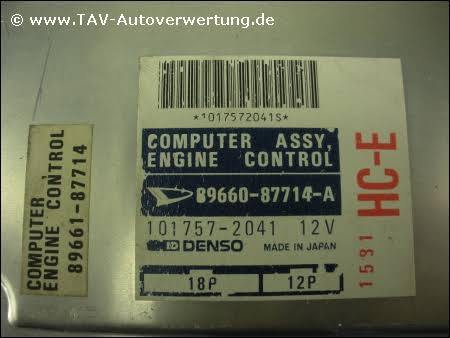 © www.TAV-Autoverwertung.de
*1017572041S*
COMPUTER ASSY,
ENGINE CONTROL
89660-87714-A
101757-2041 12V
DENSO MADE IN JAPAN
18P 12P
HC-E
1591
COMPUTER
ENGINE CONTROL
89661-87714